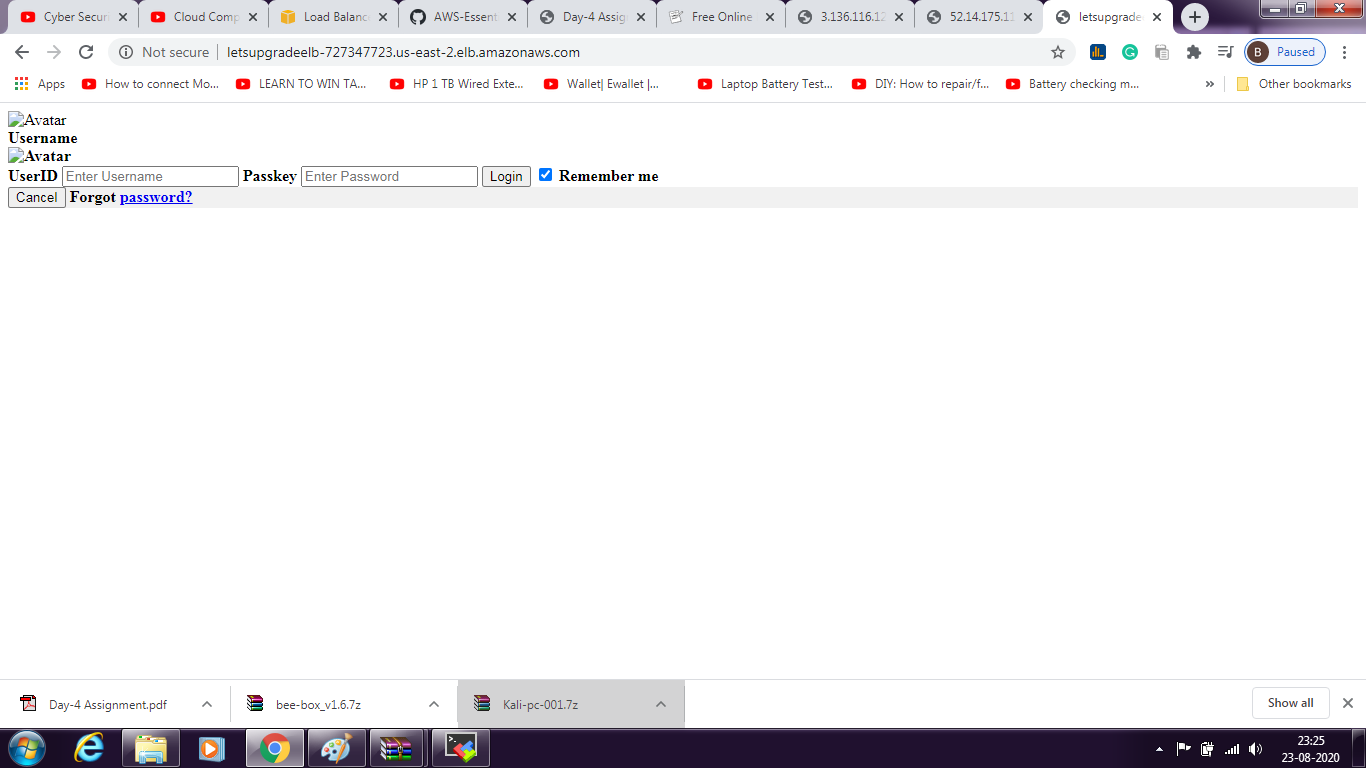 Cyber Secur
Cloud Comp
Load Balanc
AWS-Essent
Day-4 Assig
Free Online
3.136.116.12
52.14.175.11
letsupgrade
Not secure
letsupgradeelb-727347723.us-east-2.elb.amazonaws.com
B Paused
Apps
How to connect Mo...
LEARN TO WIN TA...
HP 1 TB Wired Exte...
Wallet| Ewallet |...
Laptop Battery Test...
DIY: How to repair/f...
Battery checking m...
»
Other bookmarks
Avatar
Username
Avatar
UserID Enter Username Passkey Enter Password Login Remember me
Cancel Forgot password?
Day-4 Assignment.pdf
bee-box_v1.6.7z
Kali-pc-001.7z
Show all
23:25
23-08-2020